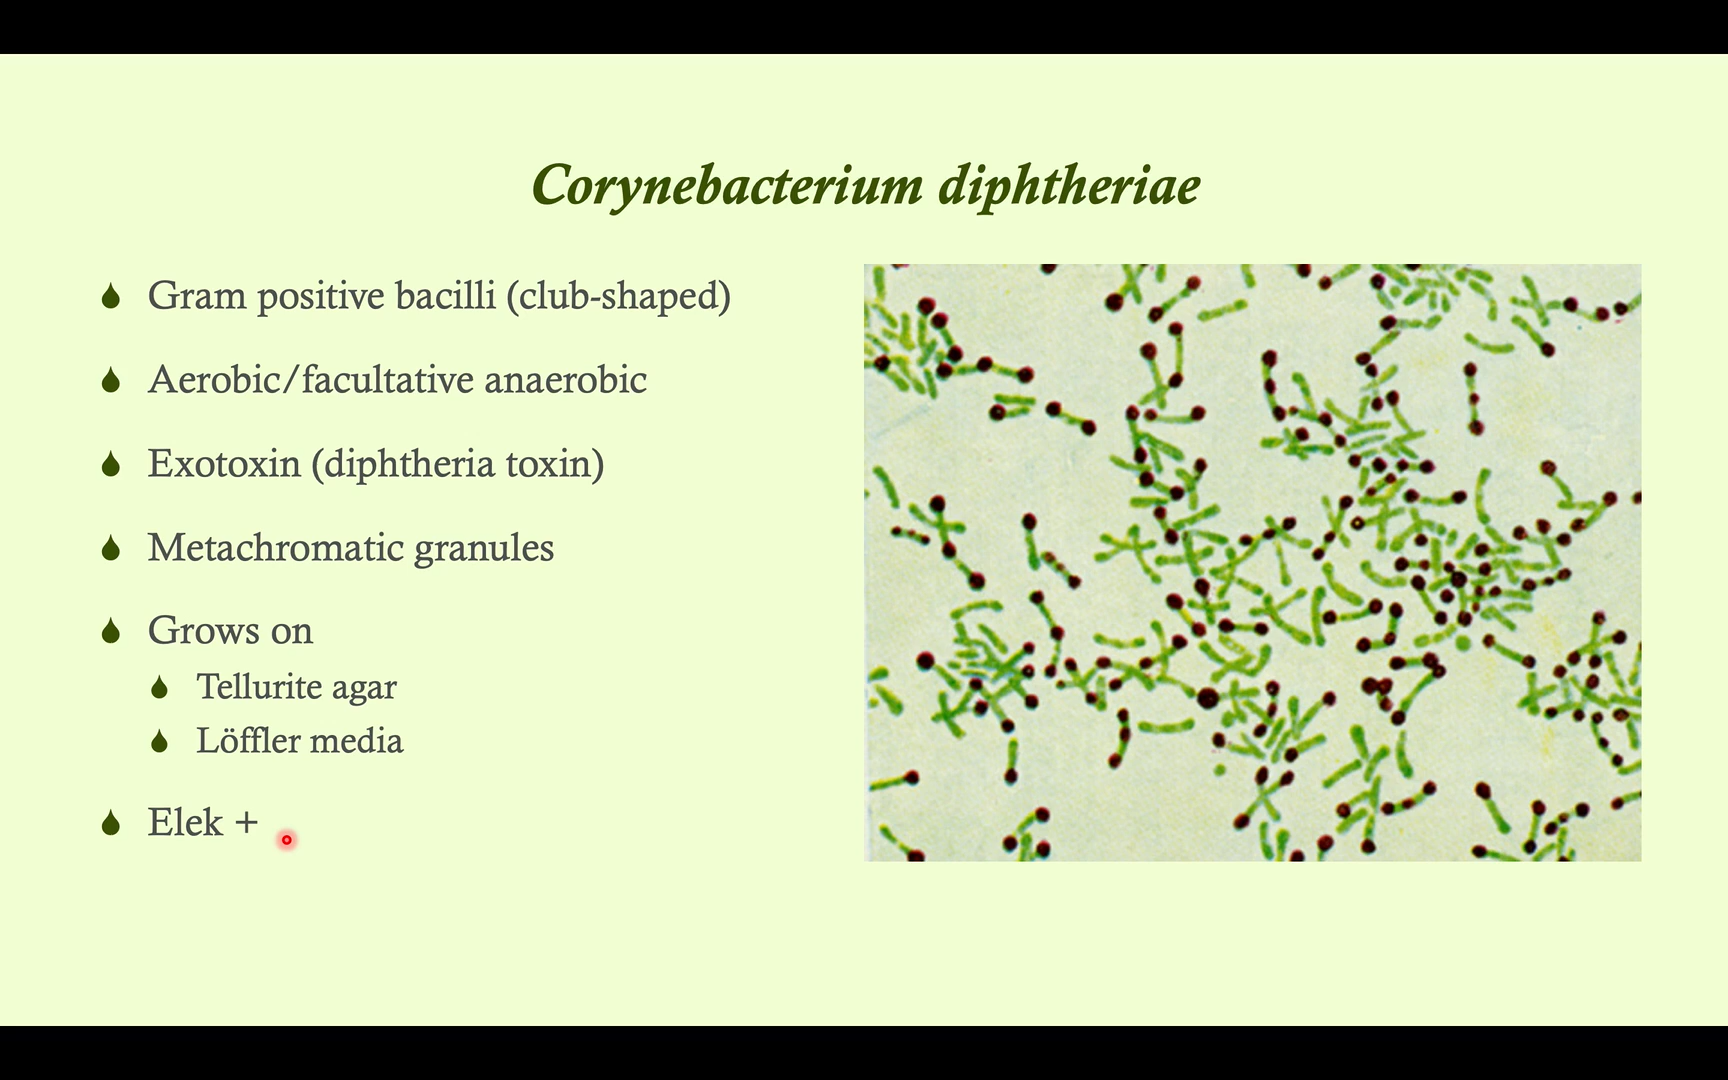 Corynebacterium diphtheriae
Gram positive bacilli (club-shaped)
Aerobic/facultative anaerobic
Exotoxin (diphtheria toxin)
Metachromatic granules
Grows on
Tellurite agar
Löffler media
Elek +